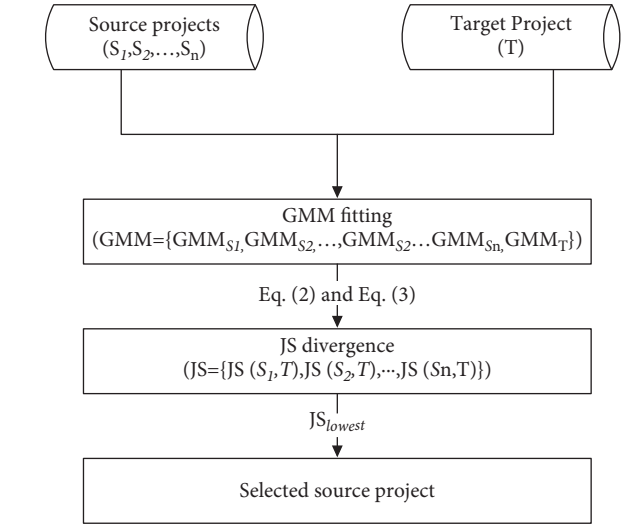 Source projects
(S1,S2,…,Sn)
Target Project
(T)
GMM fitting
(GMM={GMMS1,GMMS2,…,GMMS2…GMMSn,GMMT})
Eq. (2) and Eq. (3)
JS divergence
(JS={JS (S1,T),JS (S2,T),···,JS (Sn,T)})
JSlowest
Selected source project